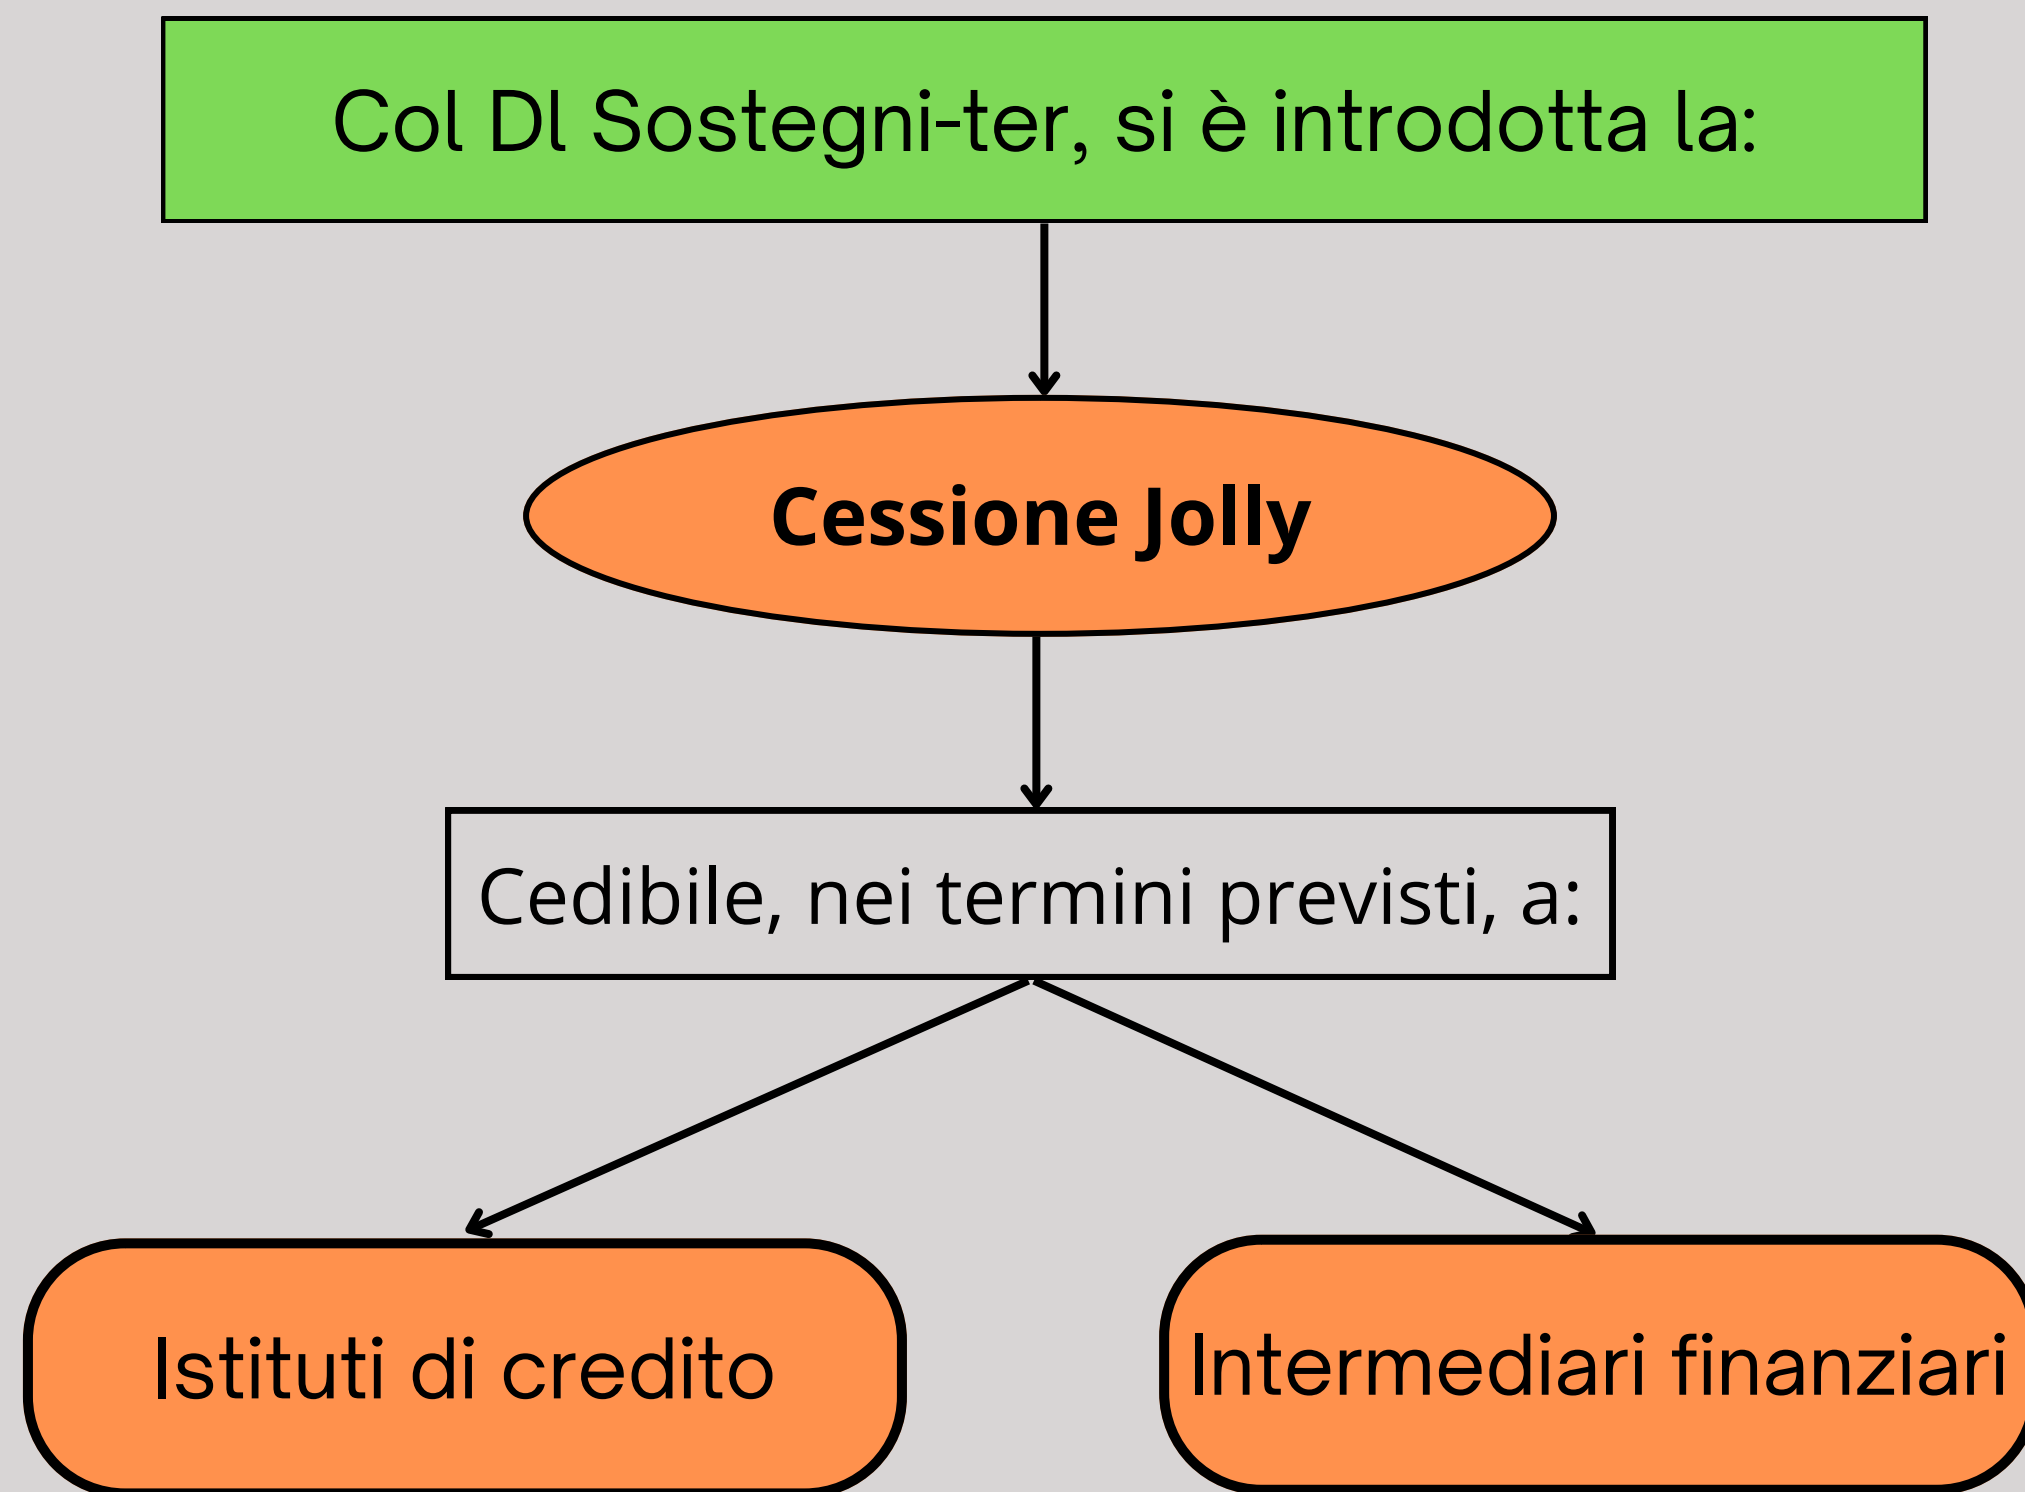 Col Dl Sostegni-ter, si è introdotta la:
Cessione Jolly
Cedibile, nei termini previsti, a:
Istituti di credito
Intermediari finanziari